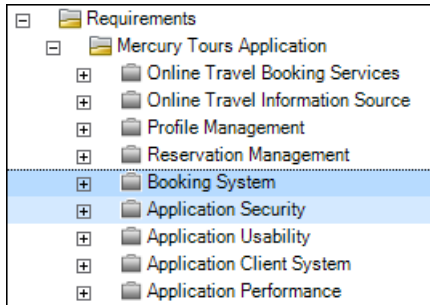 Requirements
Mercury Tours Application
Online Travel Booking Services
Online Travel Information Source
Profile Management
Reservation Management
Booking System
Application Security
Application Usability
Application Client System
Application Performance